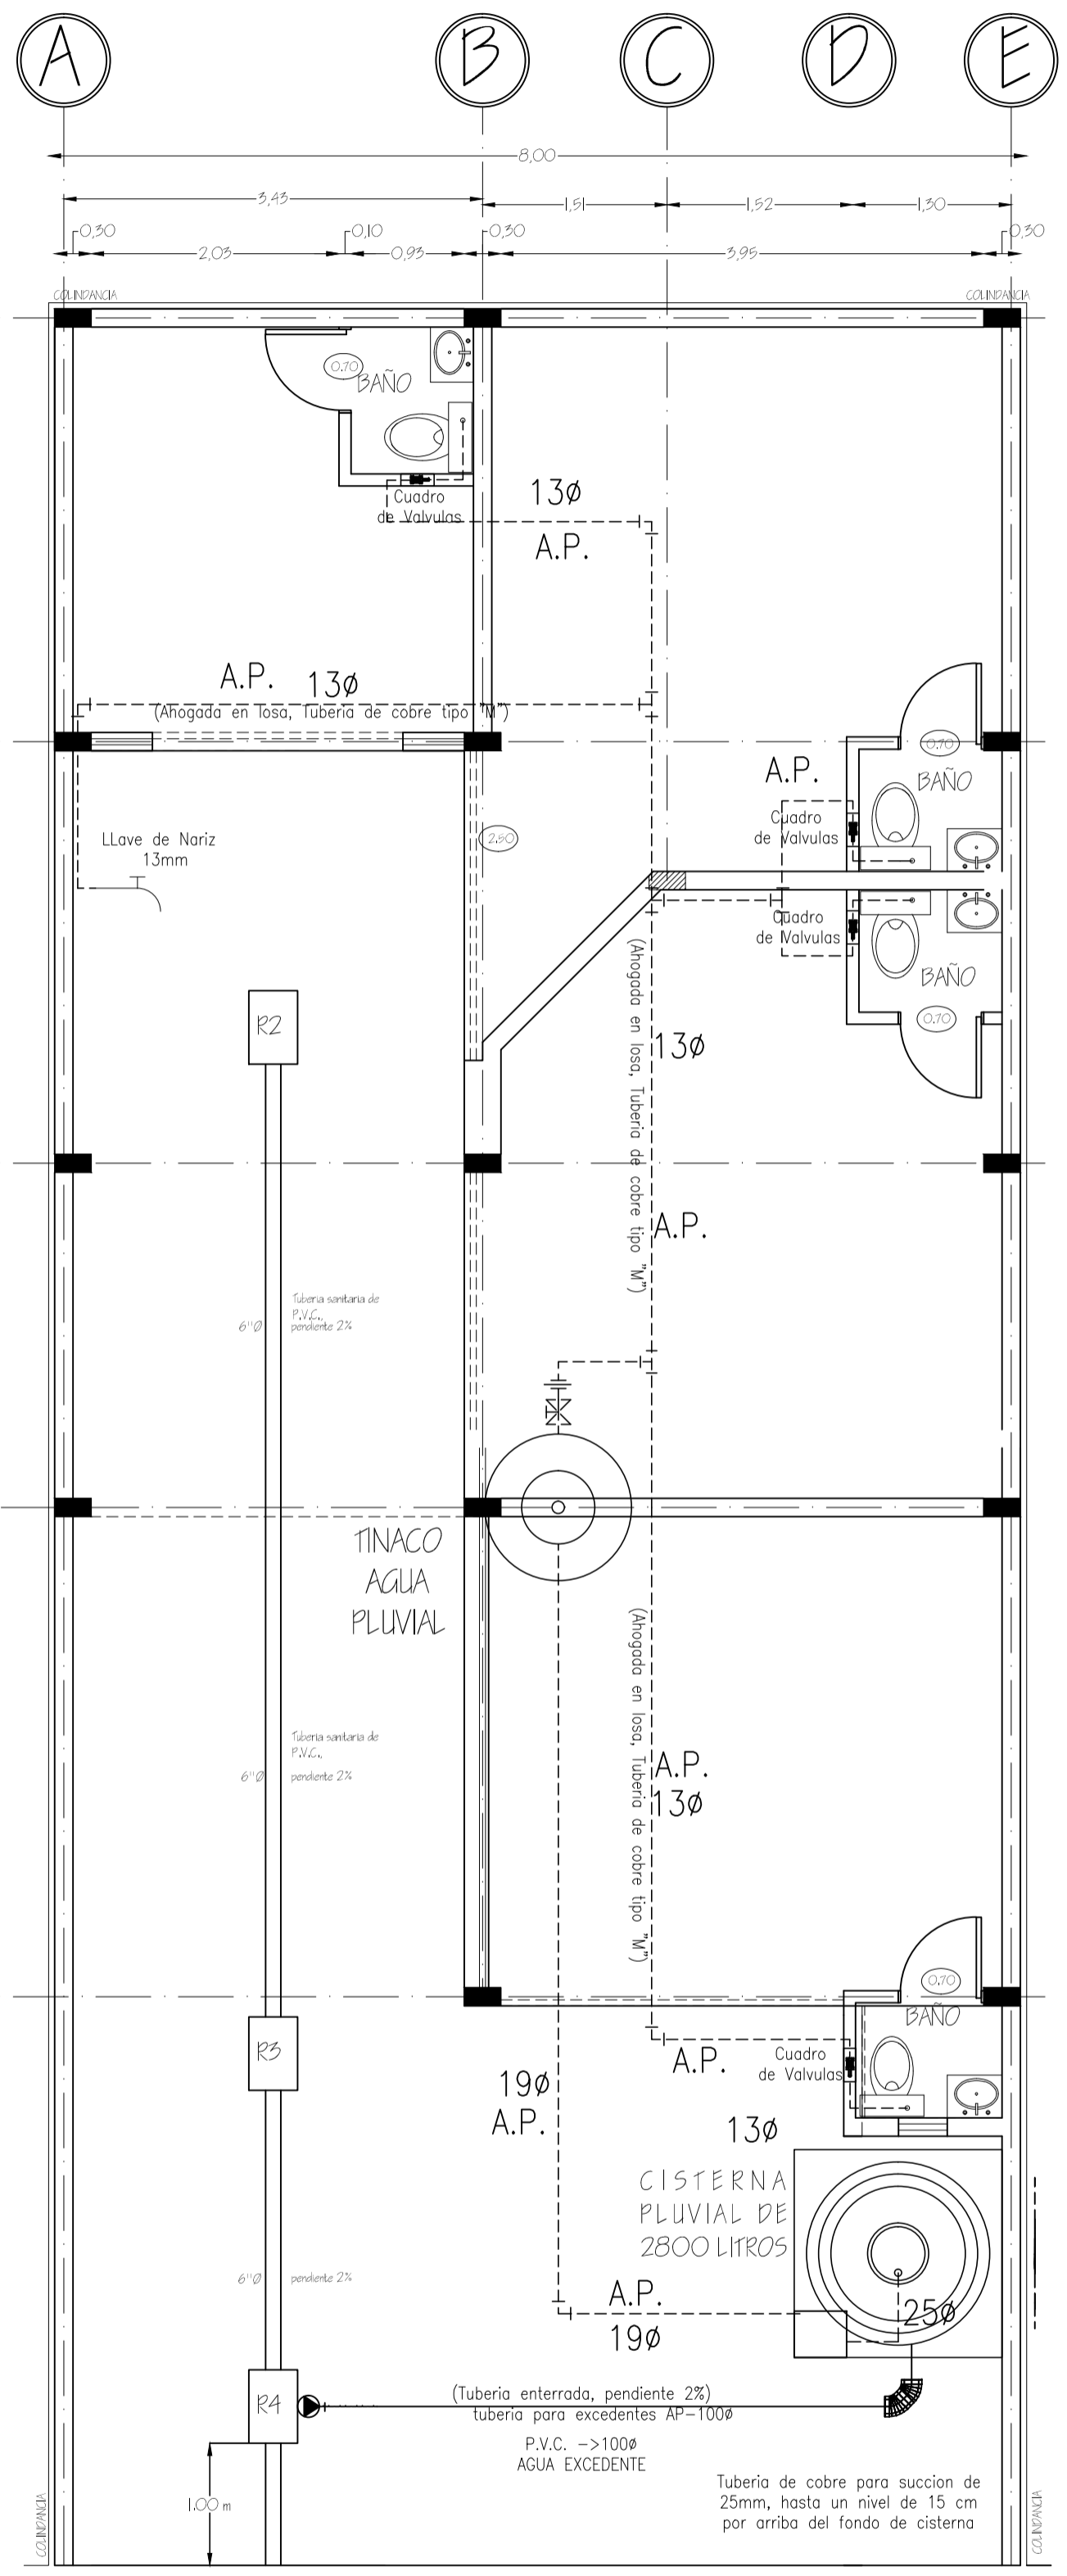 A B C D E
8,00
3,43 1,51 1,52 1,30
0,30 0,10 0,30 0,30
2,03 0,93 3,95
COLINDANCIA COLINDANCIA
0.70
BAÑO
Cuadro
de Valvulas
13ø
A.P.
A.P. 13ø
(Ahogada en losa, Tuberia de cobre tipo "M")
0.70
A.P.
BAÑO
Cuadro
de Valvulas
LLave de Nariz
13mm
2.50
Cuadro
de Valvulas
BAÑO
0.70
R2
(Ahogada en losa, Tuberia de cobre tipo "M")
13ø
A.P.
Tuberia sanitaria de
P.V.C.,
6"Ø pendiente 2%
TINACO
AGUA
PLUVIAL
(Ahogada en losa, Tuberia de cobre tipo "M")
Tuberia sanitaria de
P.V.C.,
6"Ø pendiente 2%
A.P.
13ø
0.70
BAÑO
R3
Cuadro
de Valvulas
A.P.
19ø
A.P.
13ø
CISTERNA
PLUVIAL DE
2800 LITROS
6"Ø pendiente 2%
A.P.
19ø
25ø
R4
(Tuberia enterrada, pendiente 2%)
tuberia para excedentes AP-100ø
P.V.C. ->100ø
AGUA EXCEDENTE
1.00 m
Tuberia de cobre para succion de
25mm, hasta un nivel de 15 cm
por arriba del fondo de cisterna
COLINDANCIA COLINDANCIA